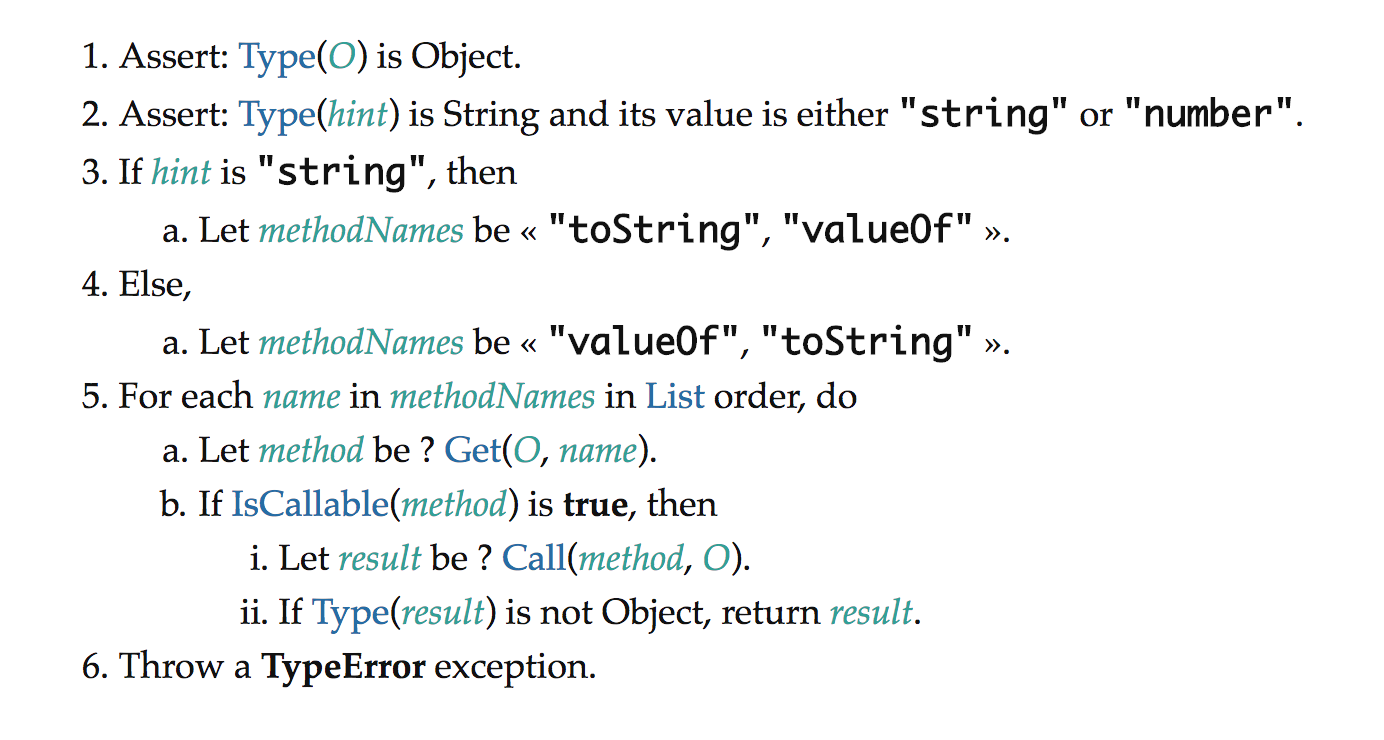 1. Assert: Type(O) is Object.
2. Assert: Type(hint) is String and its value is either "string" or "number".
3. If hint is "string", then
a. Let methodNames be « "toString", "valueOf" ».
4. Else,
a. Let methodNames be « "valueOf", "toString" ».
5. For each name in methodNames in List order, do
a. Let method be ? Get(O, name).
b. If IsCallable(method) is true, then
i. Let result be ? Call(method, O).
ii. If Type(result) is not Object, return result.
6. Throw a TypeError exception.